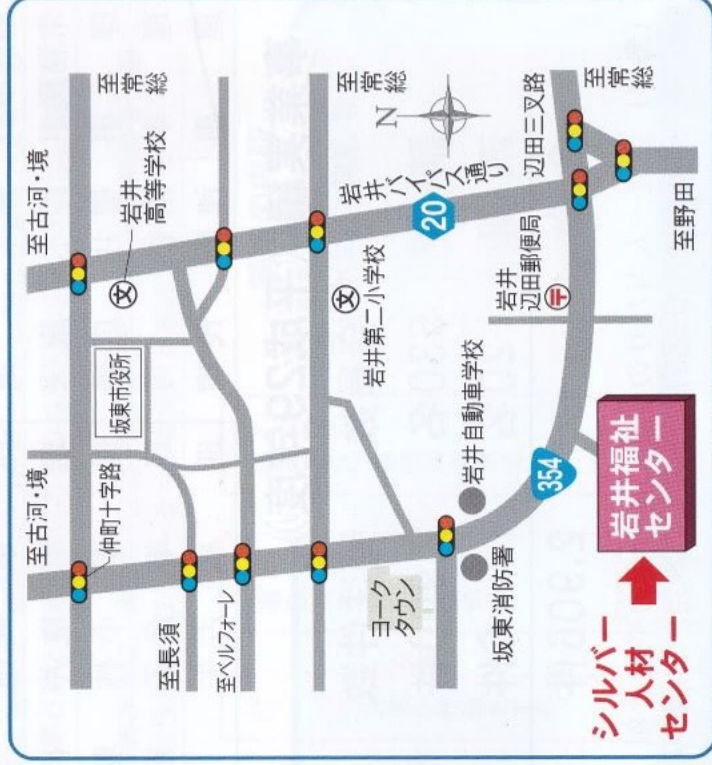 至古河・境
至古河・境
至
常
総
岩井
高等学校
仲町十字路
坂東市役所
至長須
至ベルフォーレ
至
常
総
N
岩井バイパス通り
20
岩井第二小学校
ヨーク
タウン
岩井自動車学校
坂東消防署
354
岩井
辺田郵便局
辺田三叉路
至
常
総
至野田
シルバー
人材
センター
岩井福祉
センター
文
文
〒